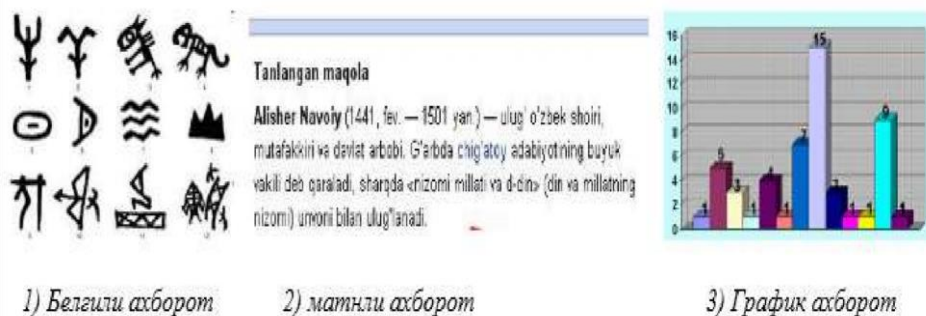 Tanlangan maqola
Alisher Navoiy (1441, fev. — 1501 yan.) — ulug' o'zbek shoiri,
mutafakkiri va davlat arbobi. G'arbda chig'atoy adabiyotining buyuk
vakili deb qaraladi, sharqda «nizomi millati va d-din» (din va millatning
nizomi) unvoni bilan ulug'lanadi.
16
14
12
10
8
6
4
2
0
1 5 3 1 4 1 7 15 3 1 1 9 1
1) Белгили ахборот 2) матнли ахборот 3) График ахборот